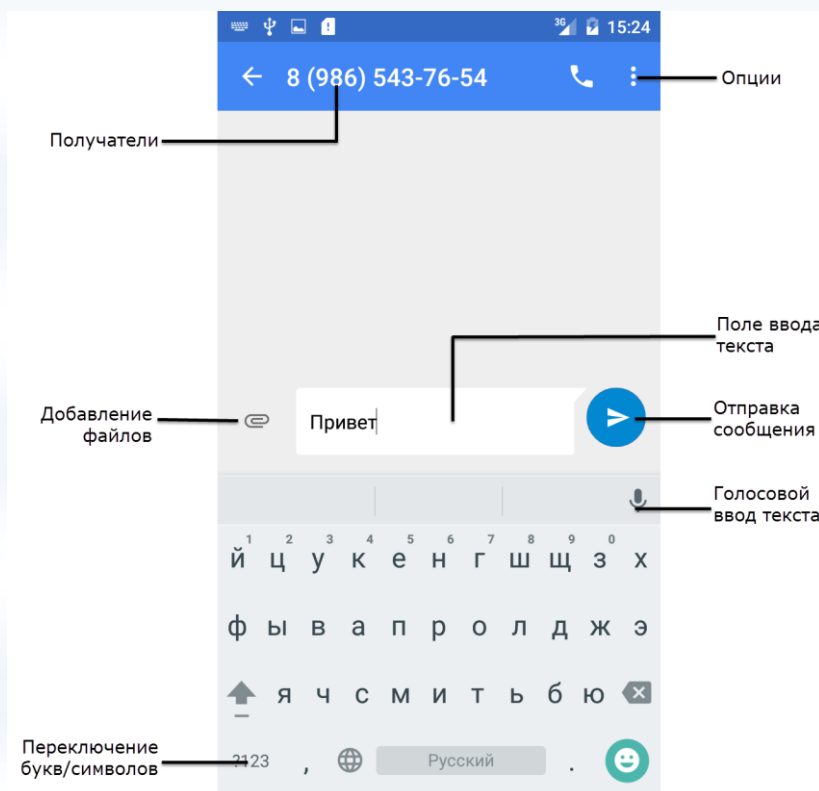 3G 15:24
8 (986) 543-76-54
Опции
Получатели
Поле ввода
текста
Добавление
файлов
Привет
Отправка
сообщения
Голосовой
ввод текста
1 2 3 4 5 6 7 8 9 0
й ц у к е н г ш щ з х
ф ы в а п р о л д ж э
я ч с м и т ь б ю
Переключение
букв/символов
?123 , Русский .